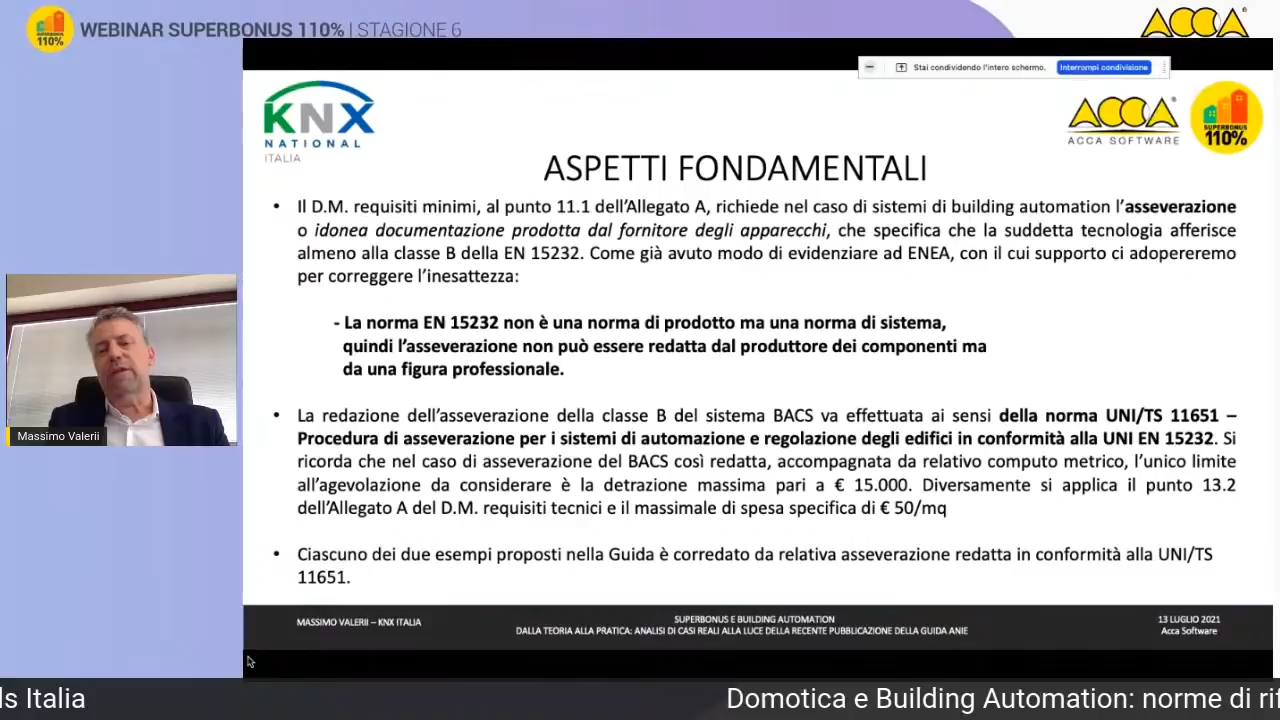 SUPERBONUS
110%
WEBINAR SUPERBONUS 110% | STAGIONE 6
ACCA
Stai condividendo l'intero schermo.
Interrompi condivisione
KNX
NATIONAL
ITALIA
ACCA
ACCA SOFTWARE
SUPERBONUS
110%
ASPETTI FONDAMENTALI
• Il D.M. requisiti minimi, al punto 11.1 dell'Allegato A, richiede nel caso di sistemi di building automation l'asseverazione
o idonea documentazione prodotta dal fornitore degli apparecchi, che specifica che la suddetta tecnologia afferisce
almeno alla classe B della EN 15232. Come già avuto modo di evidenziare ad ENEA, con il cui supporto ci adopereremo
per correggere l'inesattezza:
- La norma EN 15232 non è una norma di prodotto ma una norma di sistema,
quindi l'asseverazione non può essere redatta dal produttore dei componenti ma
da una figura professionale.
• La redazione dell'asseverazione della classe B del sistema BACS va effettuata ai sensi della norma UNI/TS 11651 –
Procedura di asseverazione per i sistemi di automazione e regolazione degli edifici in conformità alla UNI EN 15232. Si
ricorda che nel caso di asseverazione del BACS così redatta, accompagnata da relativo computo metrico, l'unico limite
all'agevolazione da considerare è la detrazione massima pari a € 15.000. Diversamente si applica il punto 13.2
dell'Allegato A del D.M. requisiti tecnici e il massimale di spesa specifica di € 50/mq
• Ciascuno dei due esempi proposti nella Guida è corredato da relativa asseverazione redatta in conformità alla UNI/TS
11651.
Massimo Valerii
MASSIMO VALERII – KNX ITALIA
SUPERBONUS E BUILDING AUTOMATION
DALLA TEORIA ALLA PRATICA: ANALISI DI CASI REALI ALLA LUCE DELLA RECENTE PUBBLICAZIONE DELLA GUIDA ANIE
13 LUGLIO 2021
Acca Software
ls Italia
Domotica e Building Automation: norme di rif